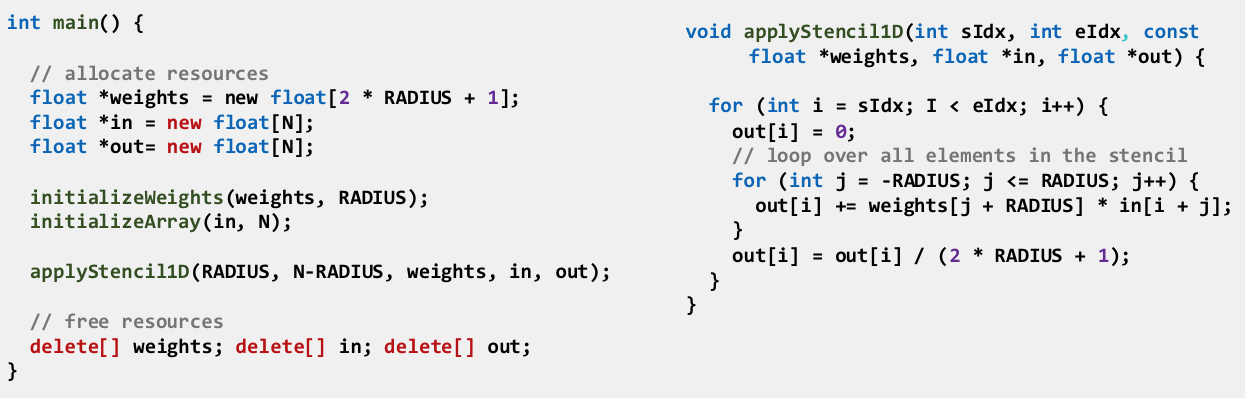 int main() {
// allocate resources
float *weights = new float[2 * RADIUS + 1];
float *in = new float[N];
float *out= new float[N];
initializeWeights(weights, RADIUS);
initializeArray(in, N);
applyStencil1D(RADIUS, N-RADIUS, weights, in, out);
// free resources
delete[] weights; delete[] in; delete[] out;
}
void applyStencil1D(int sIdx, int eIdx, const
float *weights, float *in, float *out) {
for (int i = sIdx; I < eIdx; i++) {
out[i] = 0;
// loop over all elements in the stencil
for (int j = -RADIUS; j <= RADIUS; j++) {
out[i] += weights[j + RADIUS] * in[i + j];
}
out[i] = out[i] / (2 * RADIUS + 1);
}
}